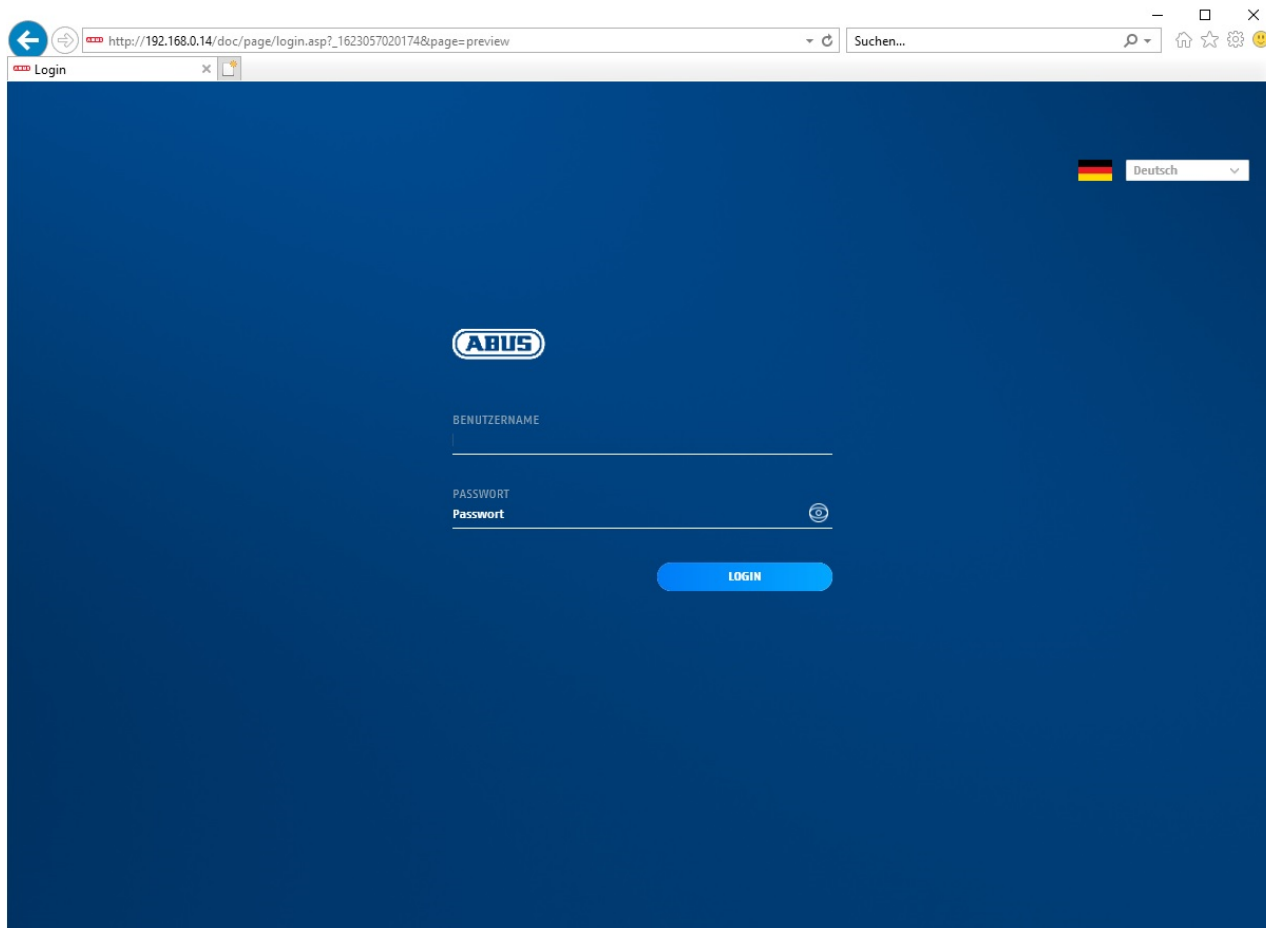 http://192.168.0.14/doc/page/login.asp?_1623057020174&page=preview
Suchen...
Login
Deutsch
ABUS
BENUTZERNAME
PASSWORT
Passwort
LOGIN